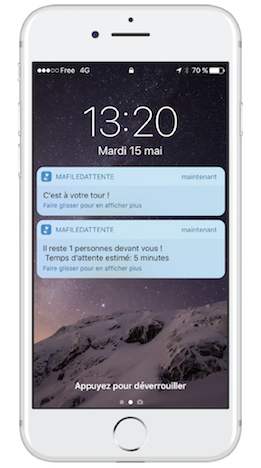 Free 4G 70 %
13:20
Mardi 15 mai
MAFILEDATTENTE maintenant
C'est à votre tour !
Faire glisser pour en afficher plus
MAFILEDATTENTE maintenant
Il reste 1 personnes devant vous !
Temps d'attente estimé: 5 minutes
Faire glisser pour en afficher plus
Appuyez pour déverrouiller